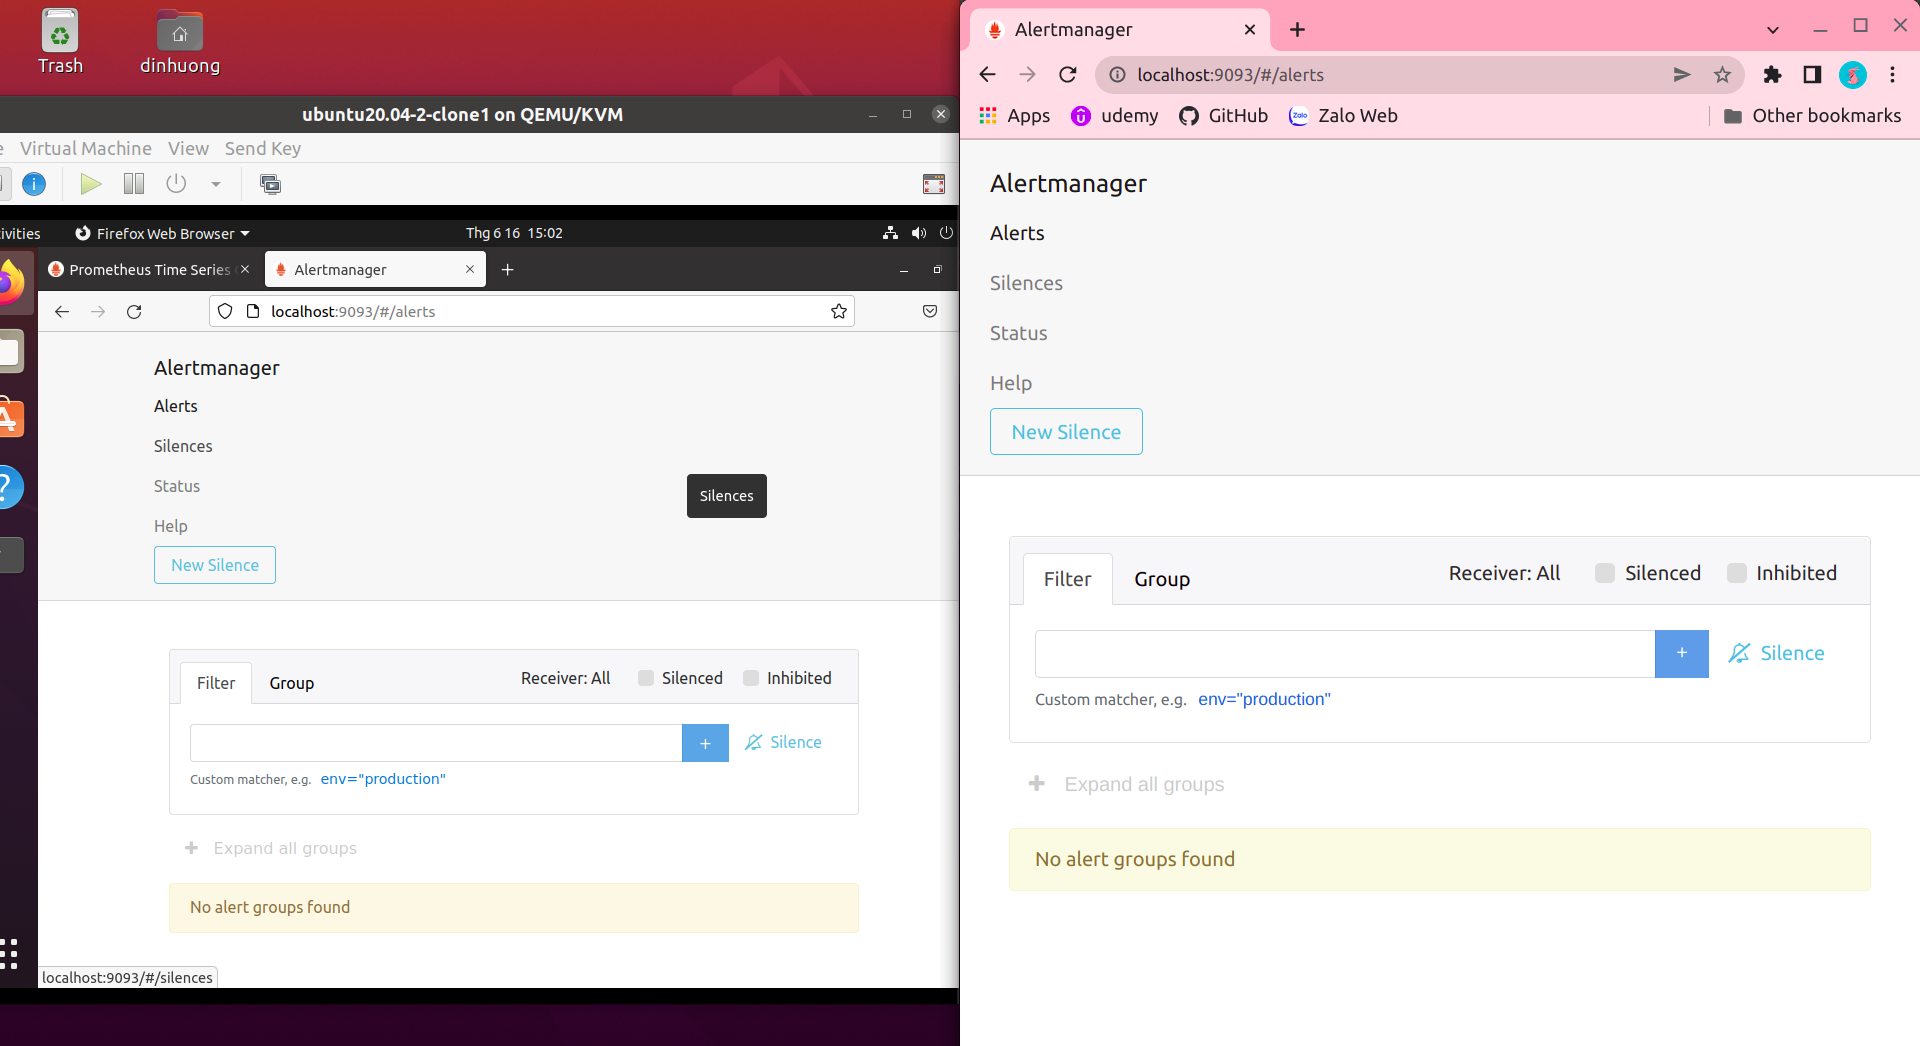 Trash
dinhuong
ubuntu20.04-2-clone1 on QEMU/KVM
Virtual Machine View Send Key
Firefox Web Browser
Thg 6 16 15:02
Prometheus Time Series
Alertmanager
localhost:9093/#/alerts
Alertmanager
Alerts
Silences
Status
Help
New Silence
Silences
Filter
Group
Receiver: All
Silenced
Inhibited
+
Silence
Custom matcher, e.g. env="production"
+ Expand all groups
No alert groups found
localhost:9093/#/silences
Alertmanager
localhost:9093/#/alerts
Apps
udemy
GitHub
Zalo
Zalo Web
Other bookmarks
Alertmanager
Alerts
Silences
Status
Help
New Silence
Filter
Group
Receiver: All
Silenced
Inhibited
+
Silence
Custom matcher, e.g. env="production"
+ Expand all groups
No alert groups found